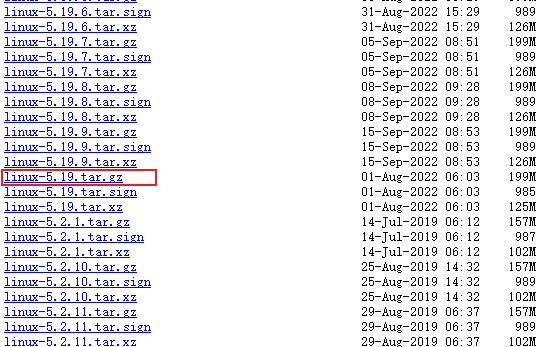 linux-5.19.6.tar.sign 31-Aug-2022 15:29 989
linux-5.19.6.tar.xz 31-Aug-2022 15:29 126M
linux-5.19.7.tar.gz 05-Sep-2022 08:51 199M
linux-5.19.7.tar.sign 05-Sep-2022 08:51 989
linux-5.19.7.tar.xz 05-Sep-2022 08:51 126M
linux-5.19.8.tar.gz 08-Sep-2022 09:28 199M
linux-5.19.8.tar.sign 08-Sep-2022 09:28 989
linux-5.19.8.tar.xz 08-Sep-2022 09:28 126M
linux-5.19.9.tar.gz 15-Sep-2022 08:53 199M
linux-5.19.9.tar.sign 15-Sep-2022 08:53 989
linux-5.19.9.tar.xz 15-Sep-2022 08:53 126M
linux-5.19.tar.gz 01-Aug-2022 06:03 199M
linux-5.19.tar.sign 01-Aug-2022 06:03 985
linux-5.19.tar.xz 01-Aug-2022 06:03 125M
linux-5.2.1.tar.gz 14-Jul-2019 06:12 157M
linux-5.2.1.tar.sign 14-Jul-2019 06:12 987
linux-5.2.1.tar.xz 14-Jul-2019 06:12 102M
linux-5.2.10.tar.gz 25-Aug-2019 14:32 157M
linux-5.2.10.tar.sign 25-Aug-2019 14:32 989
linux-5.2.10.tar.xz 25-Aug-2019 14:32 102M
linux-5.2.11.tar.gz 29-Aug-2019 06:37 157M
linux-5.2.11.tar.sign 29-Aug-2019 06:37 989
linux-5.2.11.tar.xz 29-Aug-2019 06:37 102M